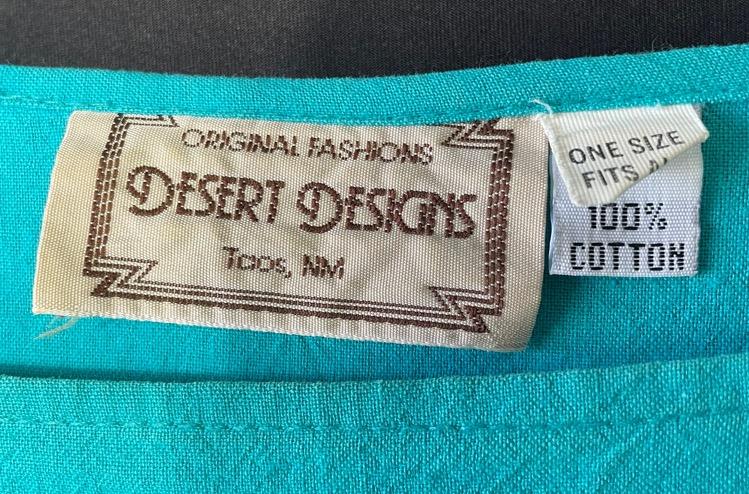 ORIGINAL FASHIONS
DESERT DESIGNS
Taos, NM
ONE SIZE
FITS
100%
COTTON